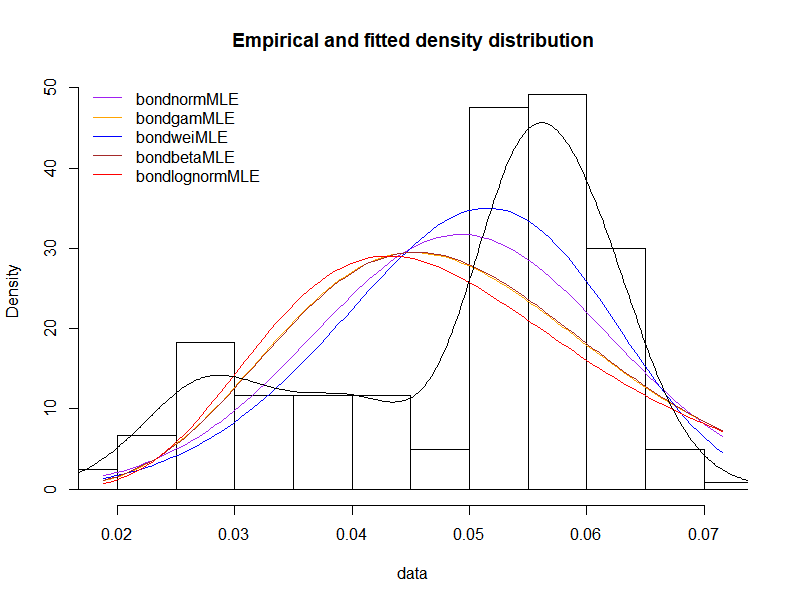 Empirical and fitted density distribution
bondnormMLE
bondgamMLE
bondweiMLE
bondbetaMLE
bondlognormMLE
Density
50
40
30
20
10
0
0.02 0.03 0.04 0.05 0.06 0.07
data